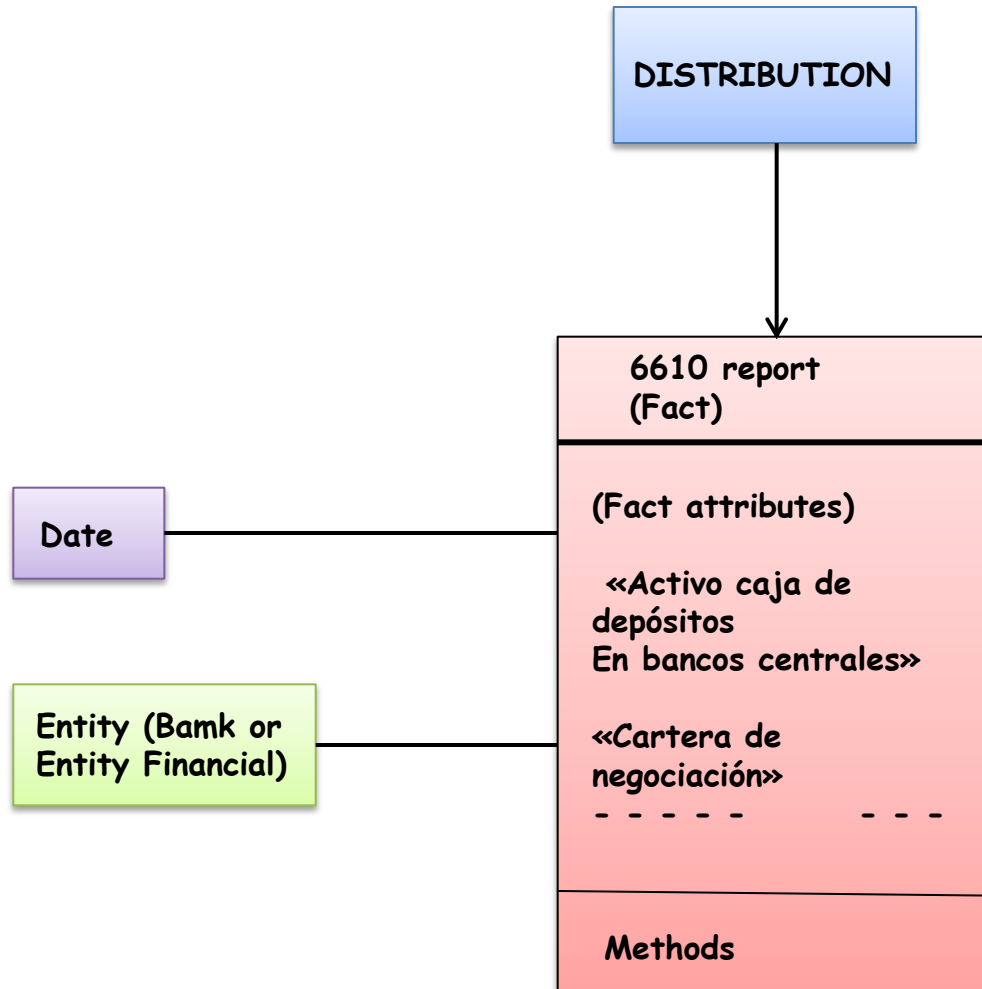 DISTRIBUTION
6610 report
(Fact)
Date
(Fact attributes)
«Activo caja de
depósitos
En bancos centrales»
Entity (Bamk or
Entity Financial)
«Cartera de
negociación»
- - - - - - - -
Methods